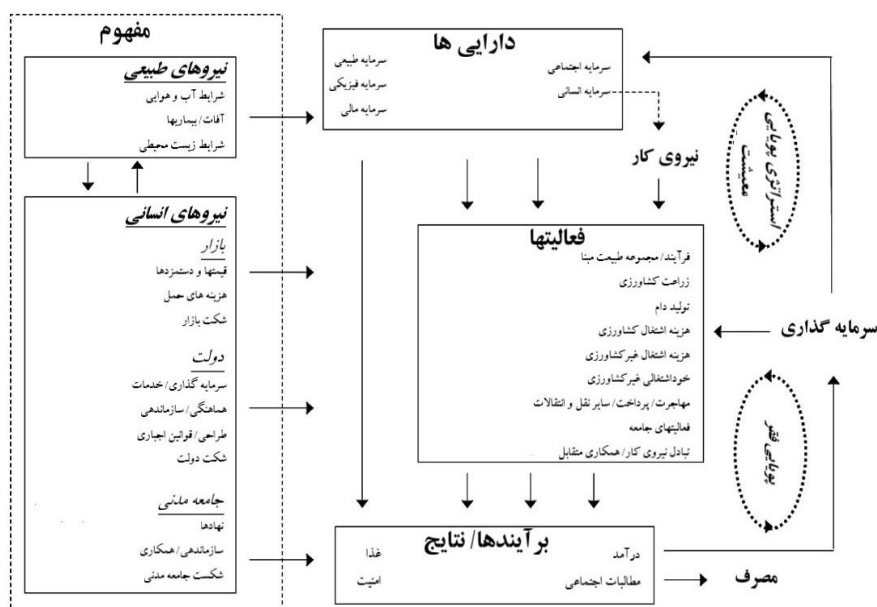 مفهوم
نیروهای طبیعی
شرایط آب و هوایی
آفات/ بیماریها
شرایط زیست محیطی
نیروهای انسانی
بازار
قیمتها و دستمزدها
هزینه های حمل
شکت بازار
دولت
سرمایه گذاری/ خدمات
هماهنگی/ سازماندهی
طراحی/ قوانین اجباری
شکت دولت
جامعه مدنی
نهادها
سازماندهی/ همکاری
شکست جامعه مدنی
دارایی ها
سرمایه اجتماعی
سرمایه انسانی
سرمایه طبیعی
سرمایه فیزیکی
سرمایه مالی
نیروی کار
فعالیتها
فرآیند/ مجموعه طبیعت مبنا
زراعت کشاورزی
تولید دام
هزینه اشتغال کشاورزی
هزینه اشتغال غیرکشاورزی
خوداشتغالی غیرکشاورزی
مهاجرت/ پرداخت/ سایر نقل و انتقالات
فعالیتهای جامعه
تبادل نیروی کار/ همکاری متقابل
برآیندها/ نتایج
درآمد
مطالبات اجتماعی
غذا
امنیت
استراتژی پویایی
معیشت
سرمایه گذاری
پویایی فقر
مصرف